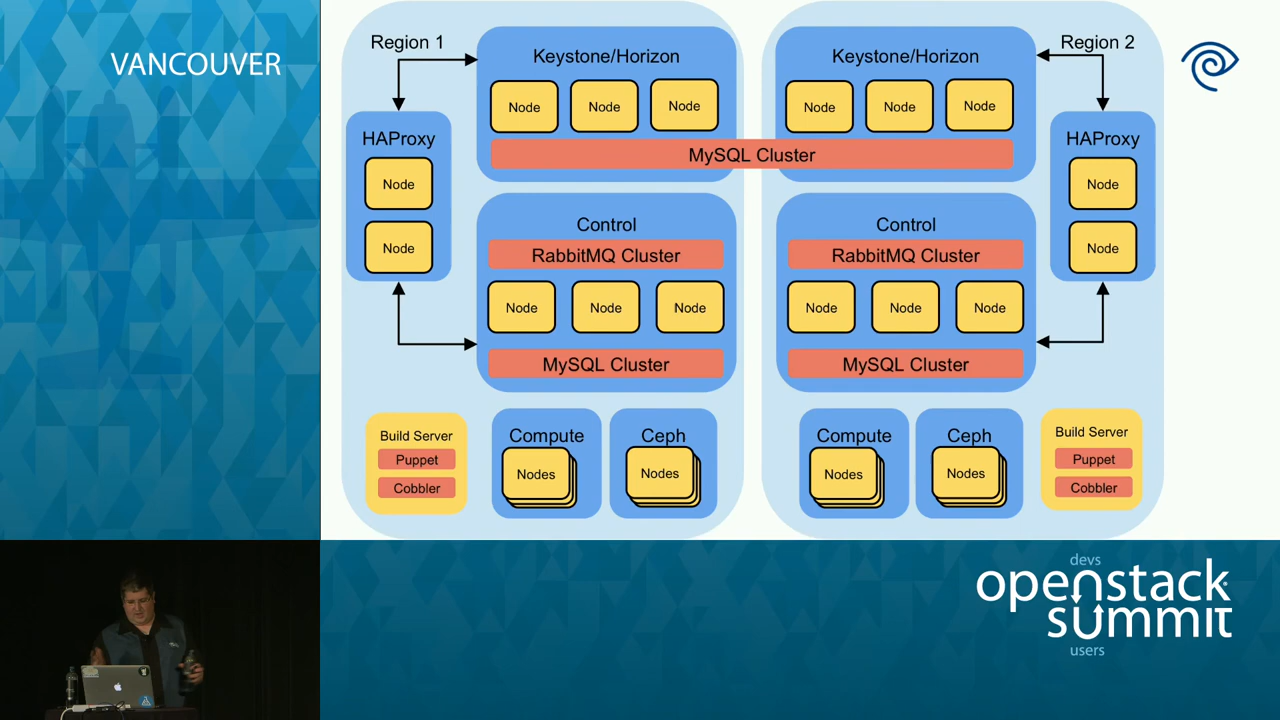 VANCOUVER
Region 1
Keystone/Horizon
Node
Node
Node
HAProxy
Node
Node
Keystone/Horizon
Node
Node
Node
Region 2
HAProxy
Node
Node
MySQL Cluster
Control
RabbitMQ Cluster
Node
Node
Node
MySQL Cluster
Control
RabbitMQ Cluster
Node
Node
Node
MySQL Cluster
Build Server
Puppet
Cobbler
Compute
Nodes
Ceph
Nodes
Compute
Nodes
Ceph
Nodes
Build Server
Puppet
Cobbler
devs
openstack
summit
users